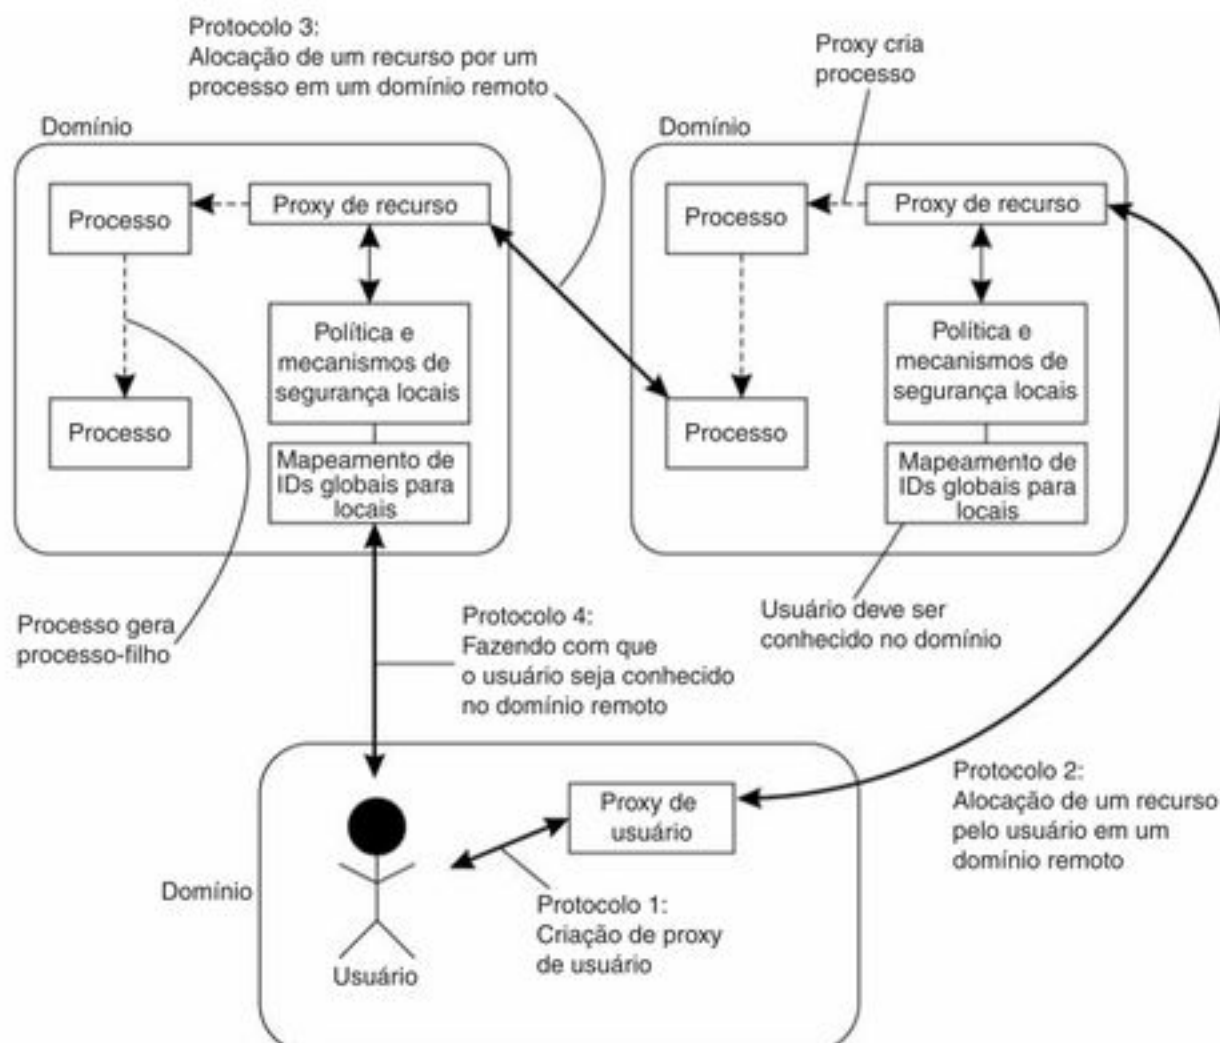 Protocolo 3:
Alocação de um recurso por um
processo em um domínio remoto
Proxy cria
processo
Domínio
Domínio
Processo
Proxy de recurso
Processo
Proxy de recurso
Política e
mecanismos de
segurança locais
Política e
mecanismos de
segurança locais
Processo
Processo
Mapeamento de
IDs globais para
locais
Mapeamento de
IDs globais para
locais
Processo gera
processo-filho
Protocolo 4:
Fazendo com que
o usuário seja conhecido
no domínio remoto
Usuário deve ser
conhecido no domínio
Proxy de
usuário
Protocolo 2:
Alocação de um recurso
pelo usuário em um
domínio remoto
Domínio
Protocolo 1:
Criação de proxy
de usuário
Usuário